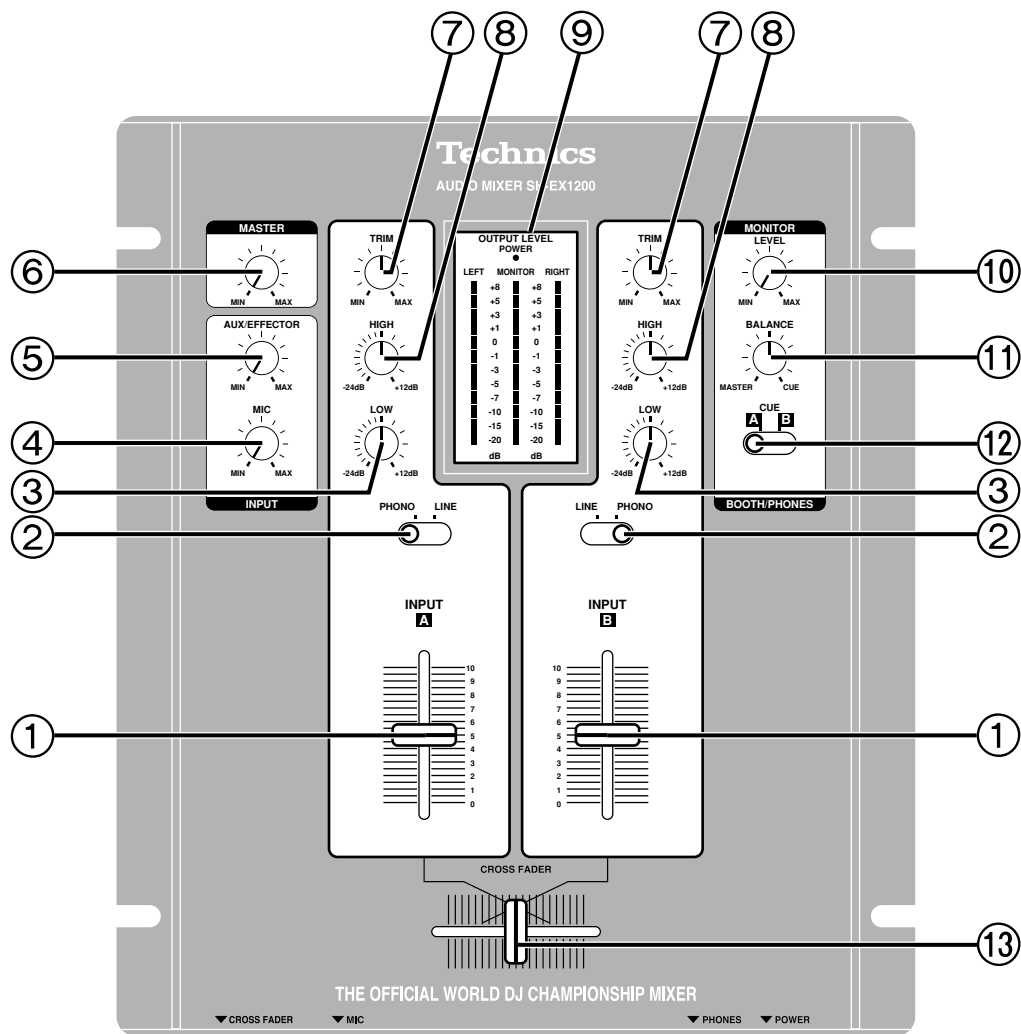 ⑦ ⑧ ⑨ ⑦ ⑧
Technics
AUDIO MIXER SH-EX1200
MASTER
MIN MAX
⑥
AUX/EFFECTOR
MIN MAX
⑤
MIC
MIN MAX
④
INPUT
③
②
①
TRIM
MIN MAX
HIGH
-24dB +12dB
LOW
-24dB +12dB
PHONO LINE
INPUT
A
10
9
8
7
6
5
4
3
2
1
0
OUTPUT LEVEL
POWER
LEFT MONITOR RIGHT
+8 +8
+5 +5
+3 +3
+1 +1
0 0
-1 -1
-3 -3
-5 -5
-7 -7
-10 -10
-15 -15
-20 -20
dB dB
TRIM
MIN MAX
HIGH
-24dB +12dB
LOW
-24dB +12dB
LINE PHONO
INPUT
B
10
9
8
7
6
5
4
3
2
1
0
MONITOR
LEVEL
MIN MAX
⑩
BALANCE
MASTER CUE
⑪
CUE
A B
⑫
BOOTH/PHONES
③
②
①
CROSS FADER
⑬
THE OFFICIAL WORLD DJ CHAMPIONSHIP MIXER
▼CROSS FADER ▼MIC ▼PHONES ▼POWER